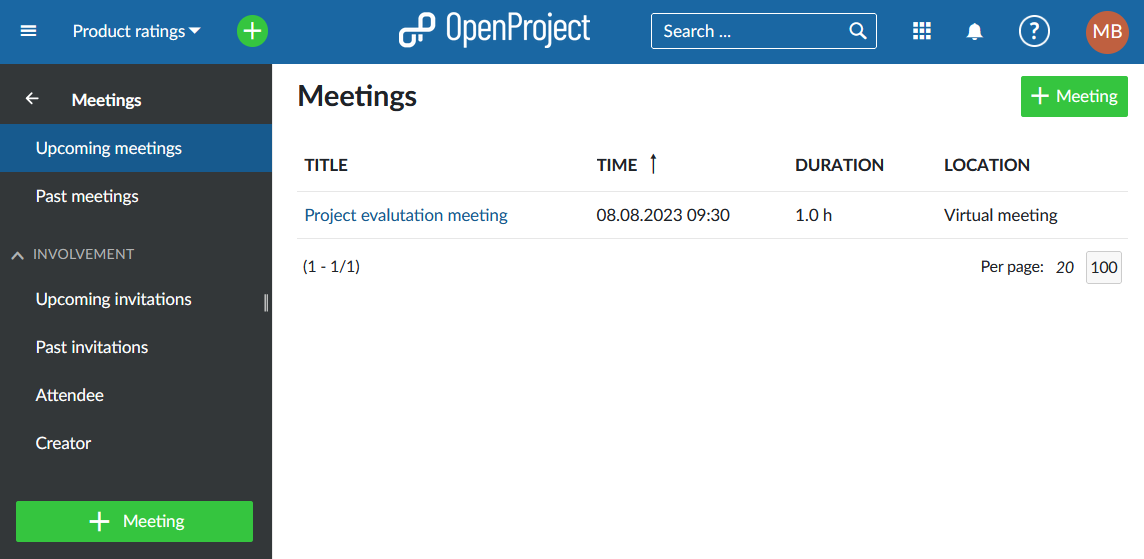 Product ratings
OpenProject
Search ...
?
MB
Meetings
Upcoming meetings
Past meetings
INVOLVEMENT
Upcoming invitations
Past invitations
Attendee
Creator
+ Meeting
Meetings
+ Meeting
TITLE TIME ↑ DURATION LOCATION
Project evalutation meeting 08.08.2023 09:30 1.0 h Virtual meeting
(1 - 1/1) Per page: 20 100